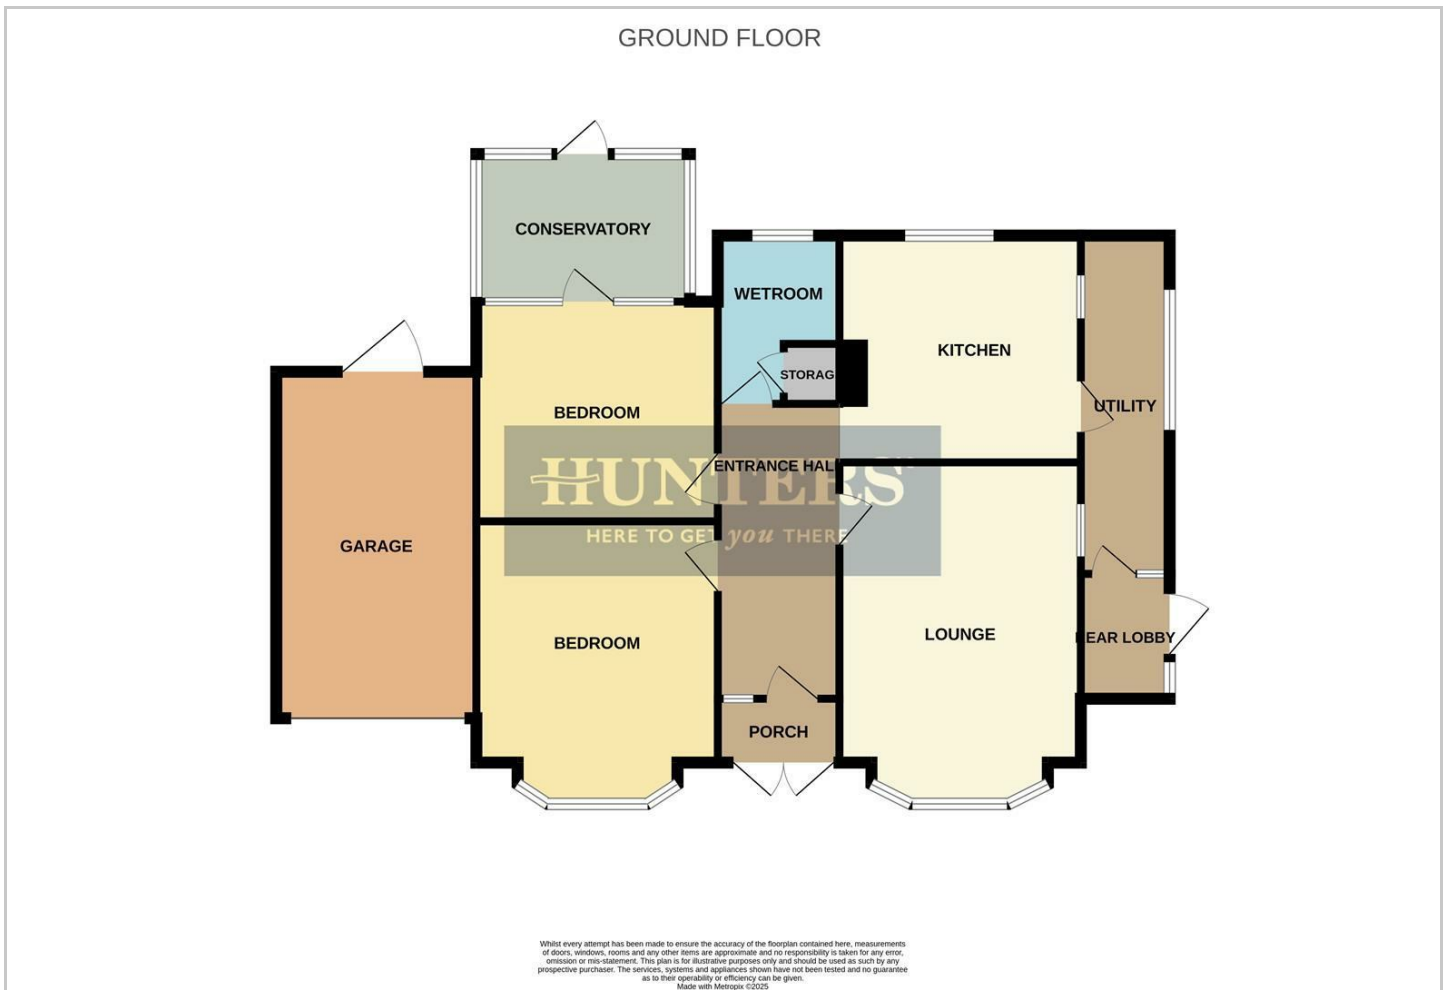 GROUND FLOOR
CONSERVATORY
WETROOM
KITCHEN
STORAG
UTILITY
BEDROOM
ENTRANCE HAL
HUNTERS
HERE TO GET you THERE
GARAGE
BEDROOM
LOUNGE
REAR LOBBY
PORCH
Whilst every attempt has been made to ensure the accuracy of the floorplan contained here, measurements
of doors, windows, rooms and any other items are approximate and no responsibility is taken for any error,
omission or mis-statement. This plan is for illustrative purposes only and should be used as such by any
prospective purchaser. The services, systems and appliances shown have not been tested and no guarantee
as to their operability or efficiency can be given.
Made with Metropix ©2025